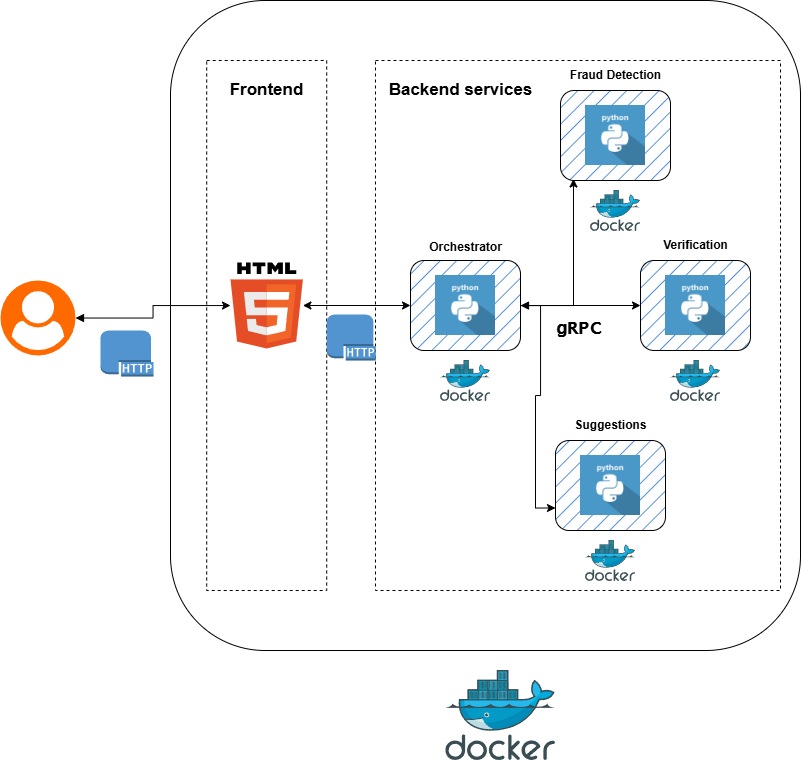 Frontend
Backend services
Fraud Detection
python
docker
Orchestrator
Verification
HTML
5
python
python
gRPC
HTTP
HTTP
docker
docker
Suggestions
python
docker
docker